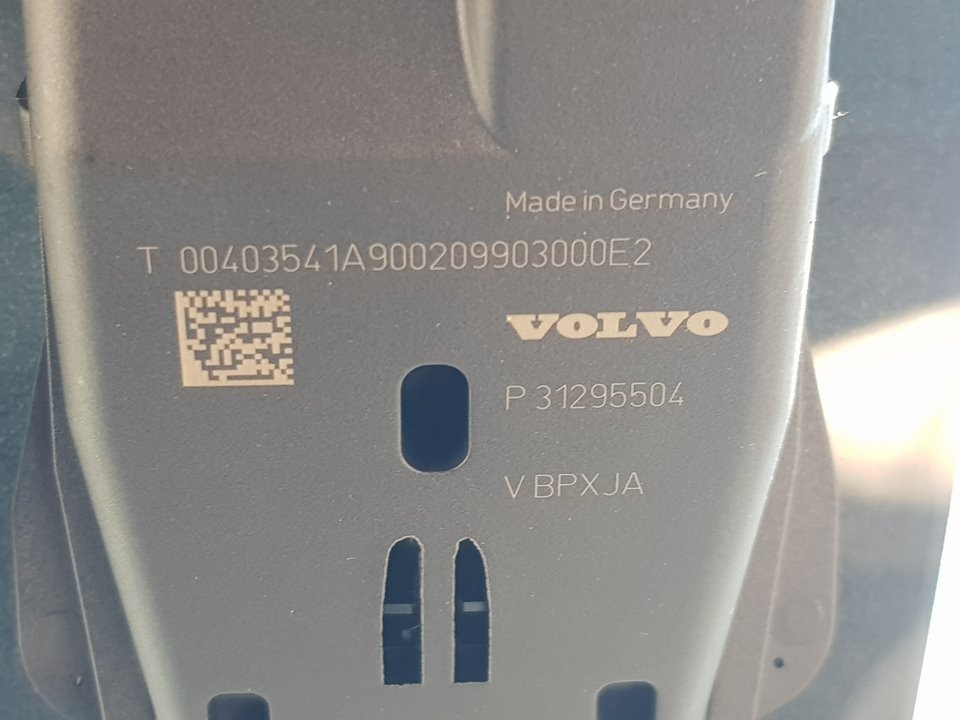 Made in Germany
T 00403541A900209903000E2
VOLVO
P 31295504
V BPXJA